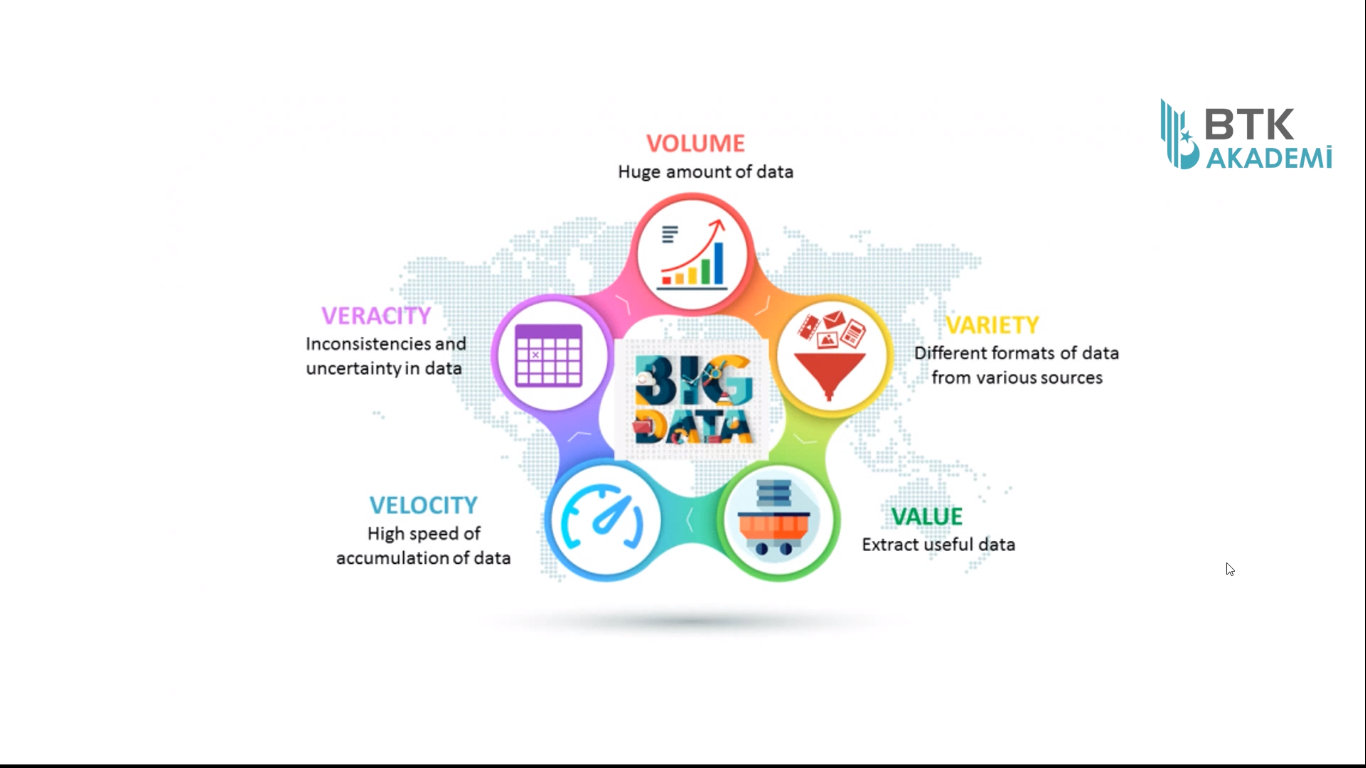 BTK
AKADEMİ
VOLUME
Huge amount of data
VERACITY
Inconsistencies and
uncertainty in data
VARIETY
Different formats of data
from various sources
BIG
DATA
VELOCITY
High speed of
accumulation of data
VALUE
Extract useful data